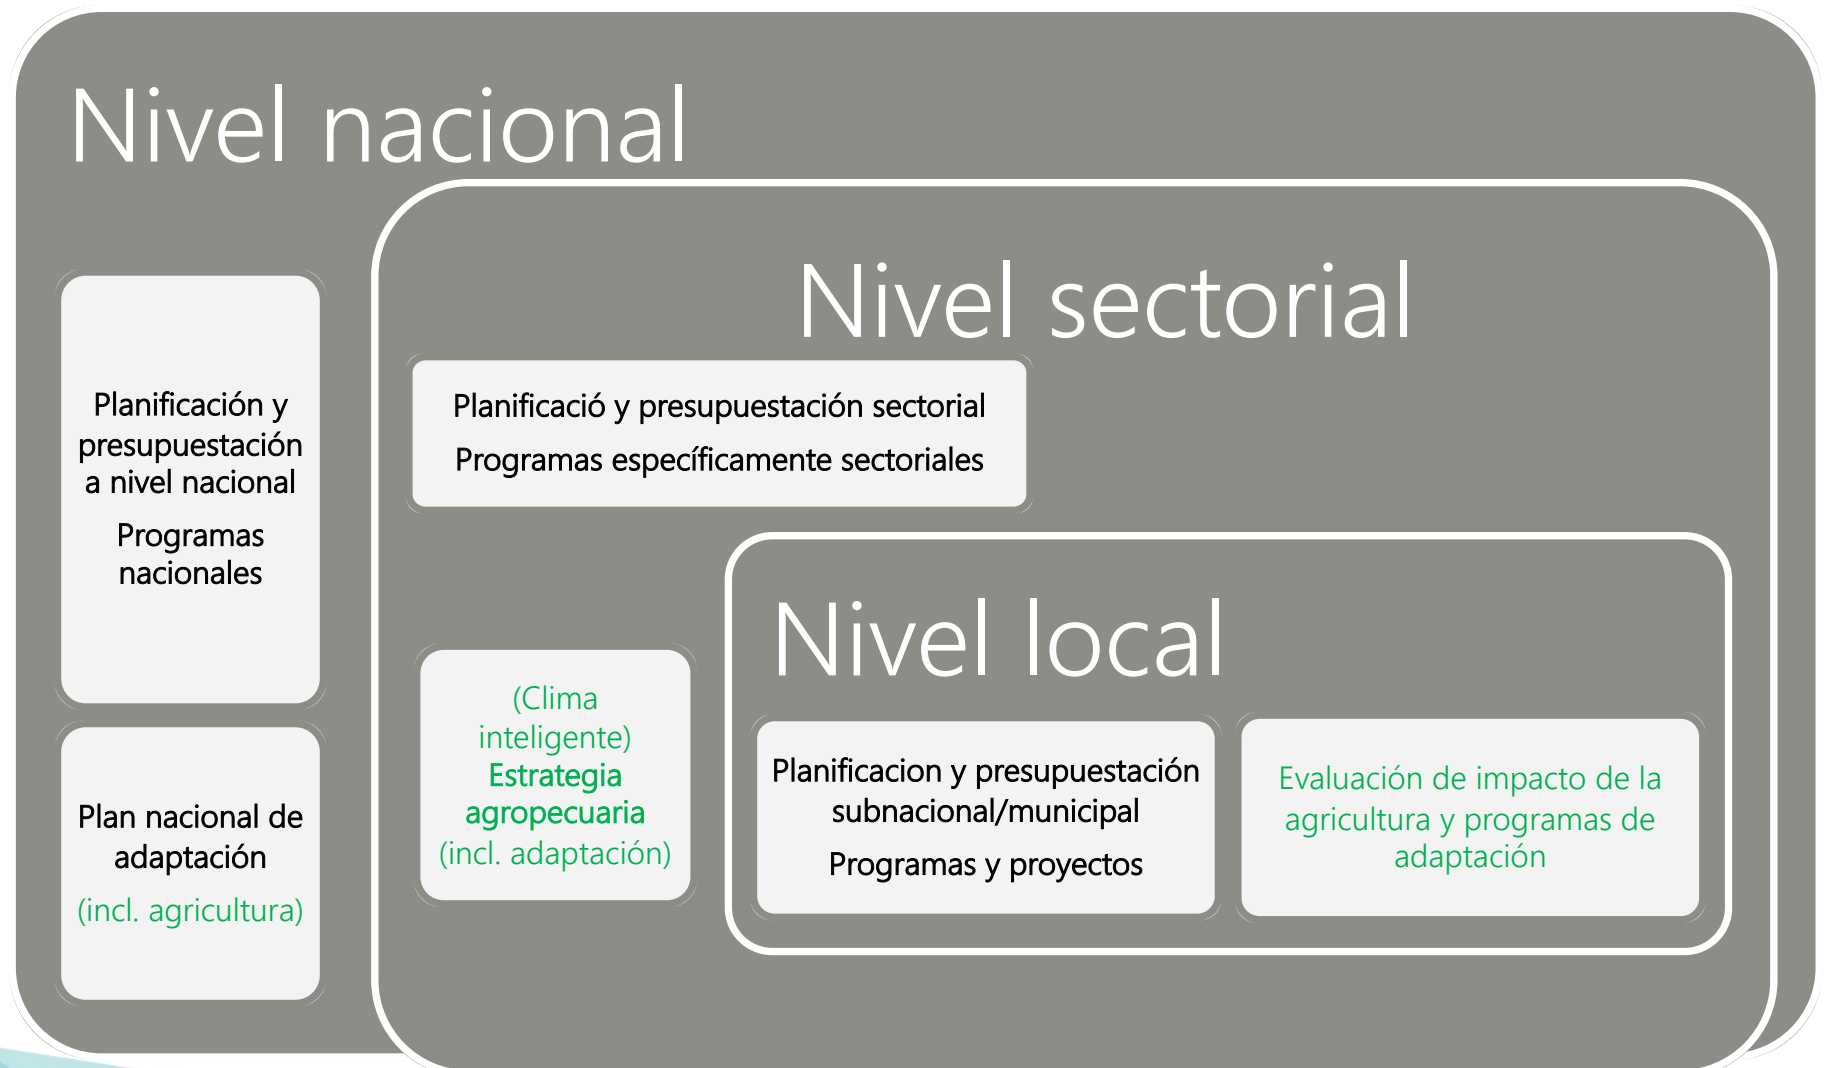 Nivel nacional
Planificación y
presupuestación
a nivel nacional
Programas
nacionales
Plan nacional de
adaptación
(incl. agricultura)
Nivel sectorial
Planificació y presupuestación sectorial
Programas específicamente sectoriales
(Clima
inteligente)
Estrategia
agropecuaria
(incl. adaptación)
Nivel local
Planificacion y presupuestación
subnacional/municipal
Programas y proyectos
Evaluación de impacto de la
agricultura y programas de
adaptación